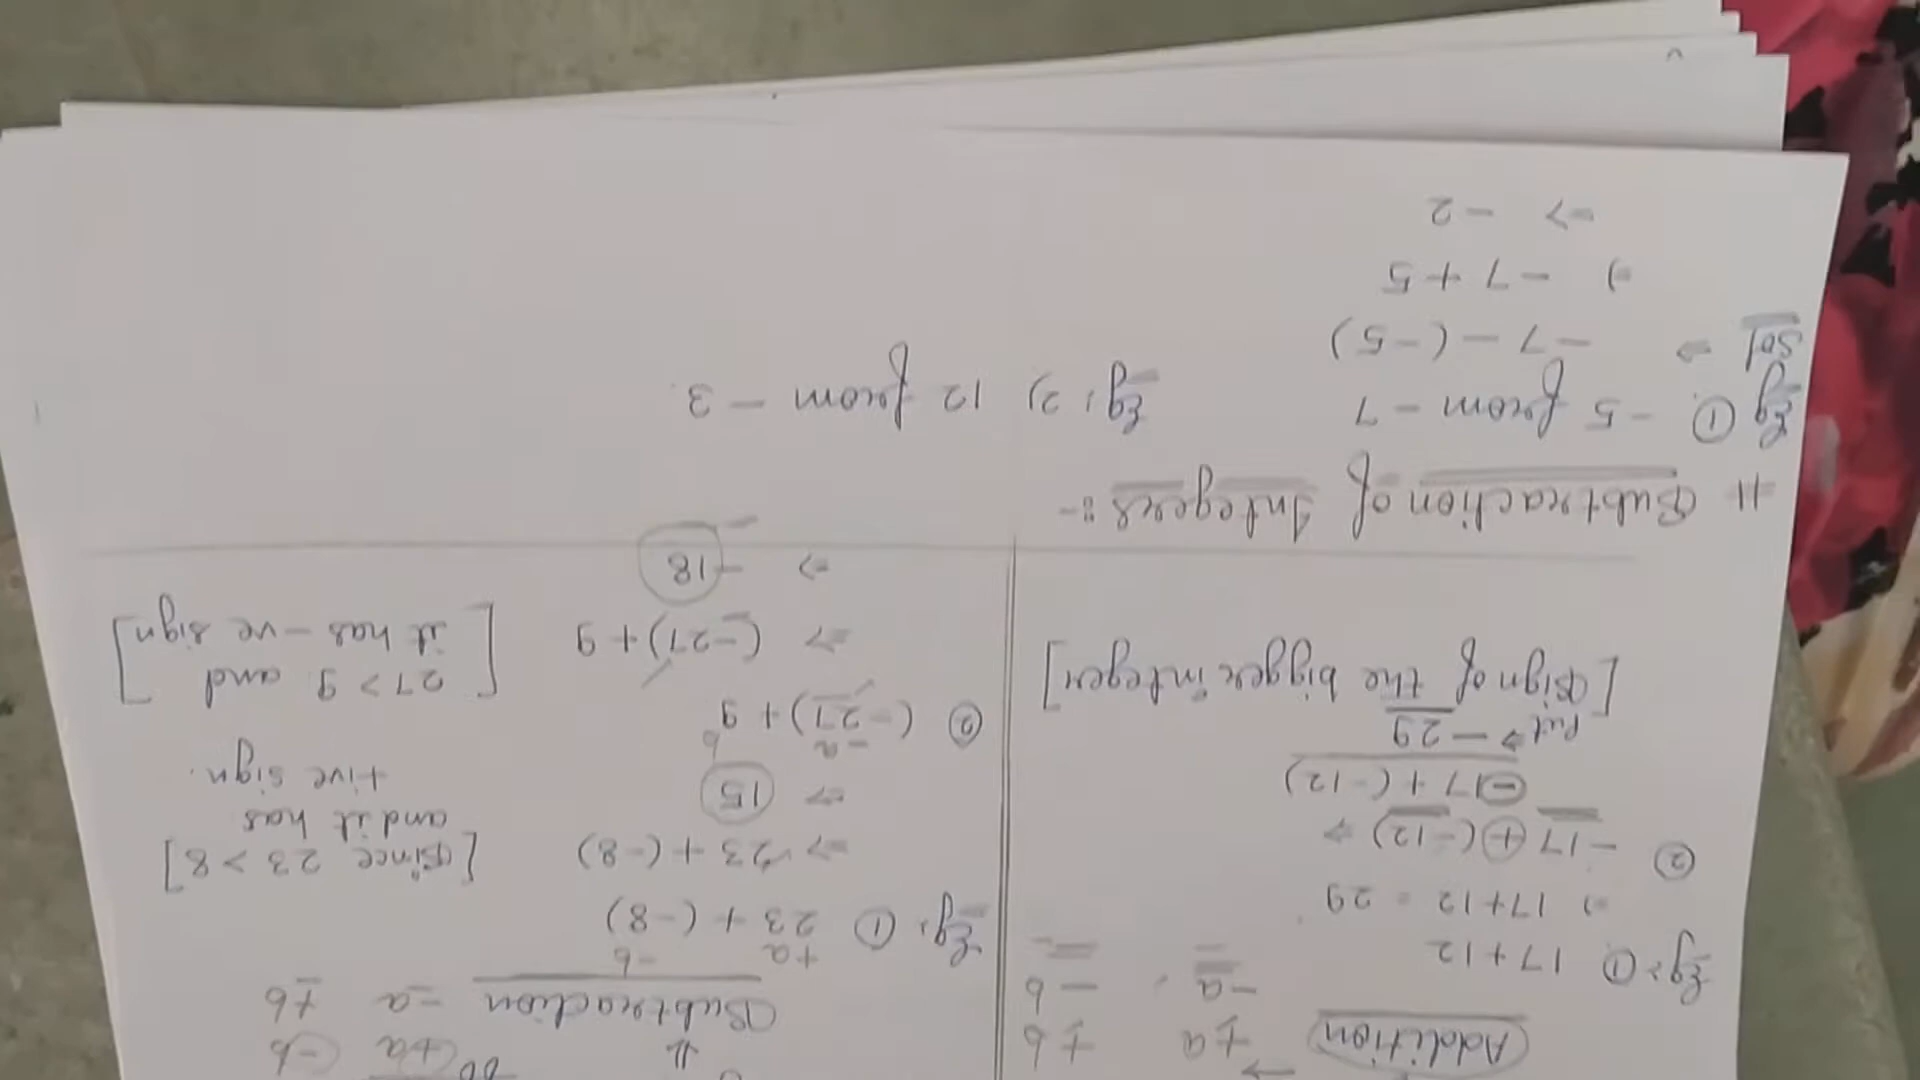 +a -b
Addition +a +b
-a -b
Eg:① 17+12
⇒ 17+12 = 29
② -17 + (-12) ⇒
-17 + (-12)
Put ⇒ -29
[Sign of the bigger integer]
Subtraction -a +b
+a -b
Eg:① 23 + (-8)
⇒ 23 + (-8) [Since 23 > 8]
and it has
+ive sign.
⇒ 15
-a b
② (-27) + 9
⇒ (-27) + 9 [27 > 9 and
it has -ve sign]
⇒ -18
# Subtraction of Integers:-
Eg ① -5 from -7
Sol ⇒ -7 - (-5)
⇒ -7 + 5
⇒ -2
Eg: 2) 12 from -3.